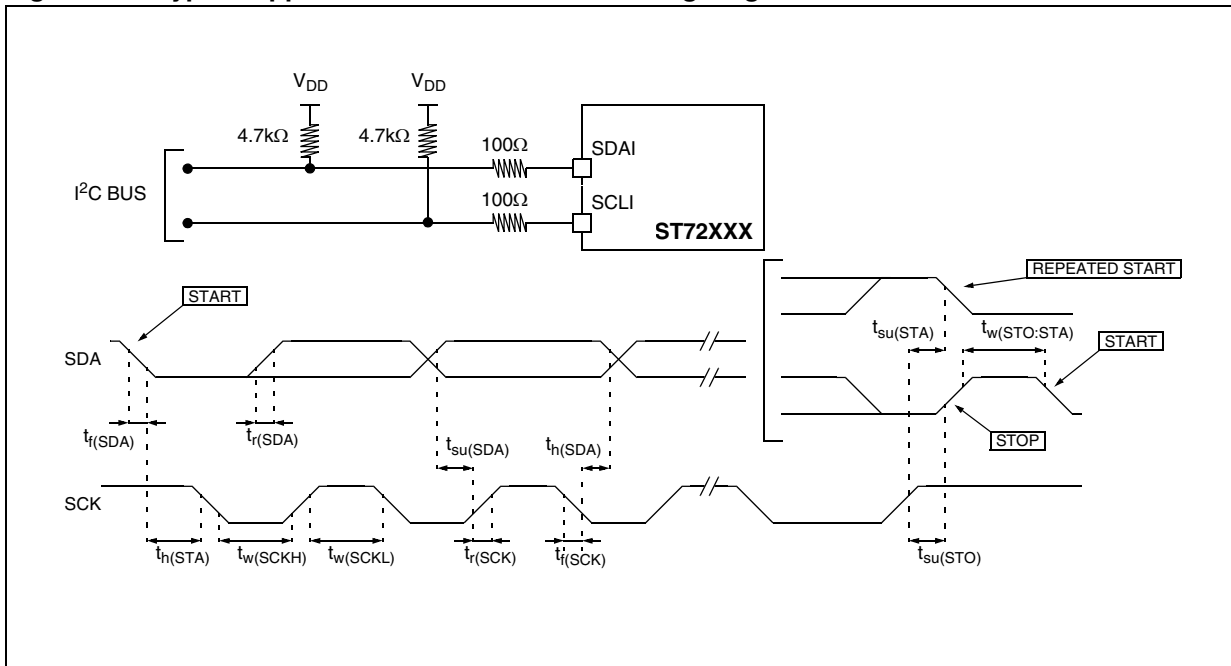 V_DD V_DD
4.7kΩ 4.7kΩ
100Ω
SDAI
I²C BUS
100Ω
SCLI
ST72XXX
REPEATED START
START
t_su(STA) t_w(STO:STA)
START
SDA
t_f(SDA) t_r(SDA)
t_su(SDA) t_h(SDA)
STOP
SCK
t_h(STA) t_w(SCKH) t_w(SCKL) t_r(SCK) t_f(SCK)
t_su(STO)